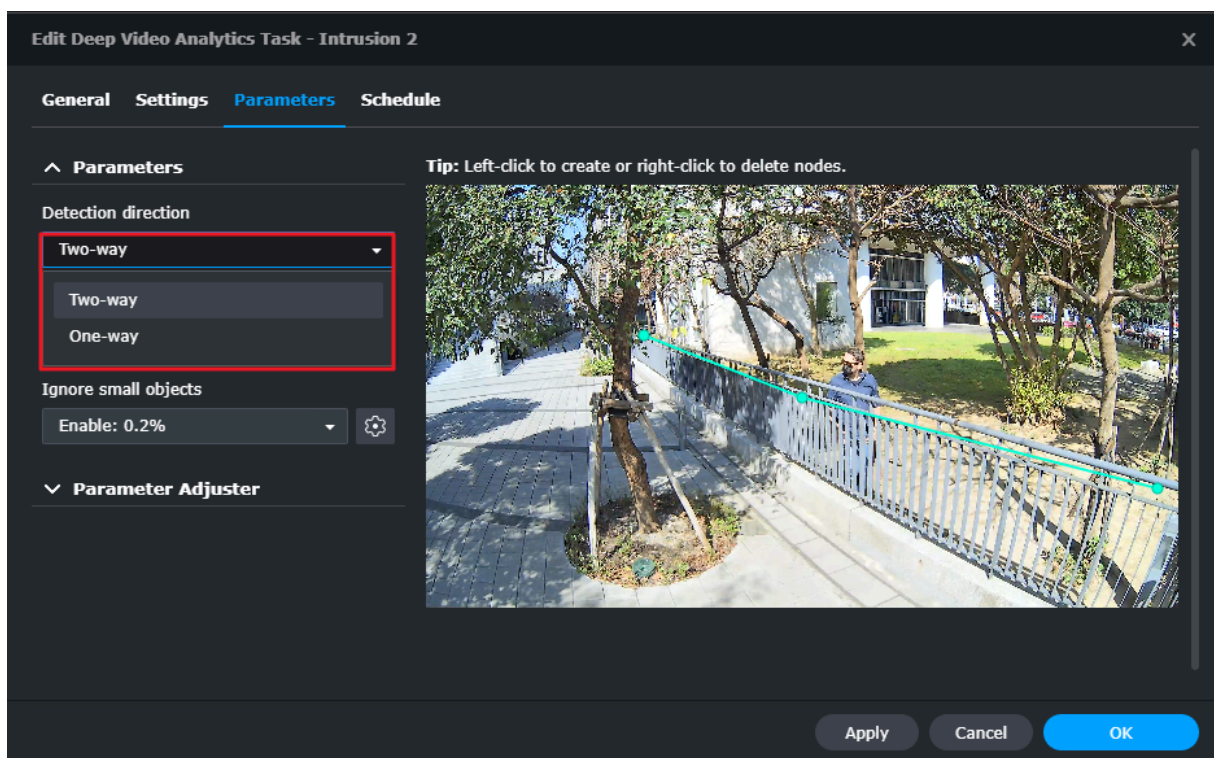 Edit Deep Video Analytics Task - Intrusion 2
General Settings Parameters Schedule
Parameters
Detection direction
Two-way
Two-way
One-way
Ignore small objects
Enable: 0.2%
Parameter Adjuster
Tip: Left-click to create or right-click to delete nodes.
Apply Cancel OK